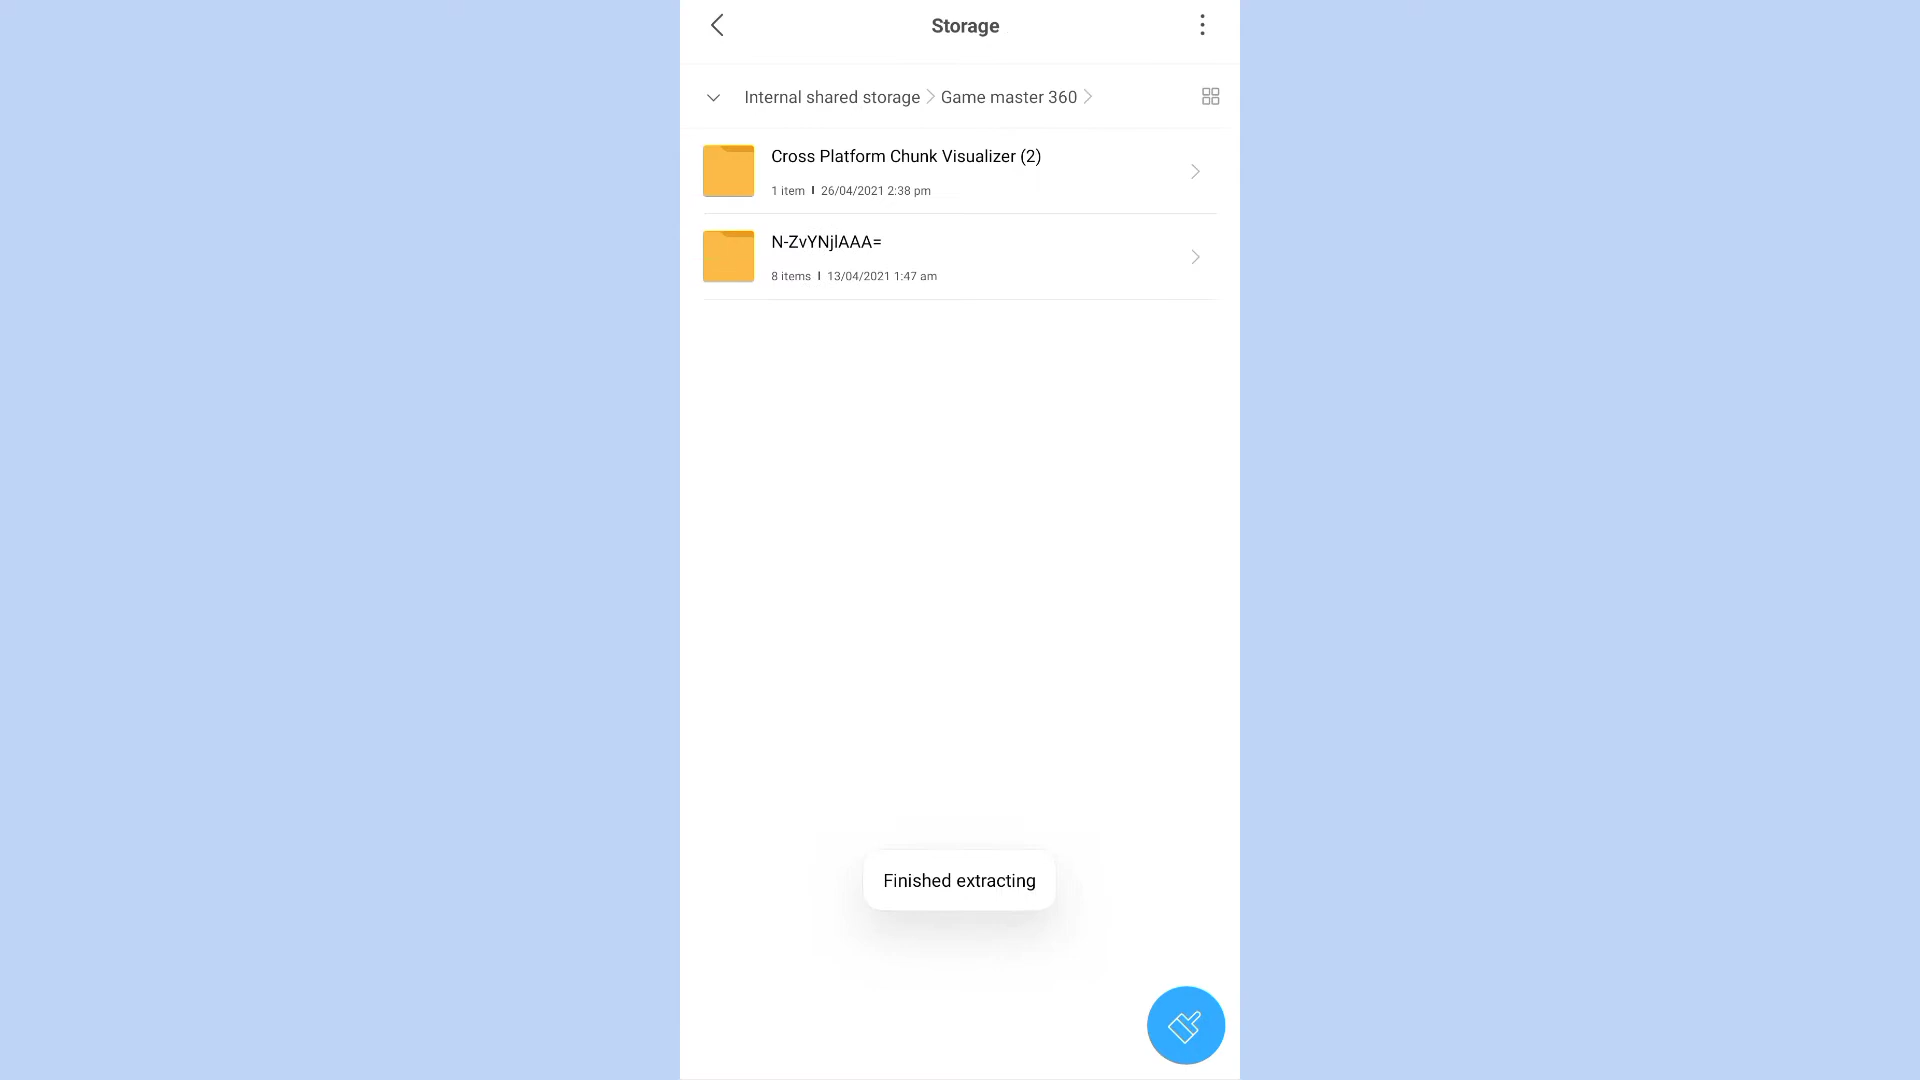 Storage
Internal shared storage > Game master 360 >
Cross Platform Chunk Visualizer (2)
1 item | 26/04/2021 2:38 pm
N-ZvYNjlAAA=
8 items | 13/04/2021 1:47 am
Finished extracting